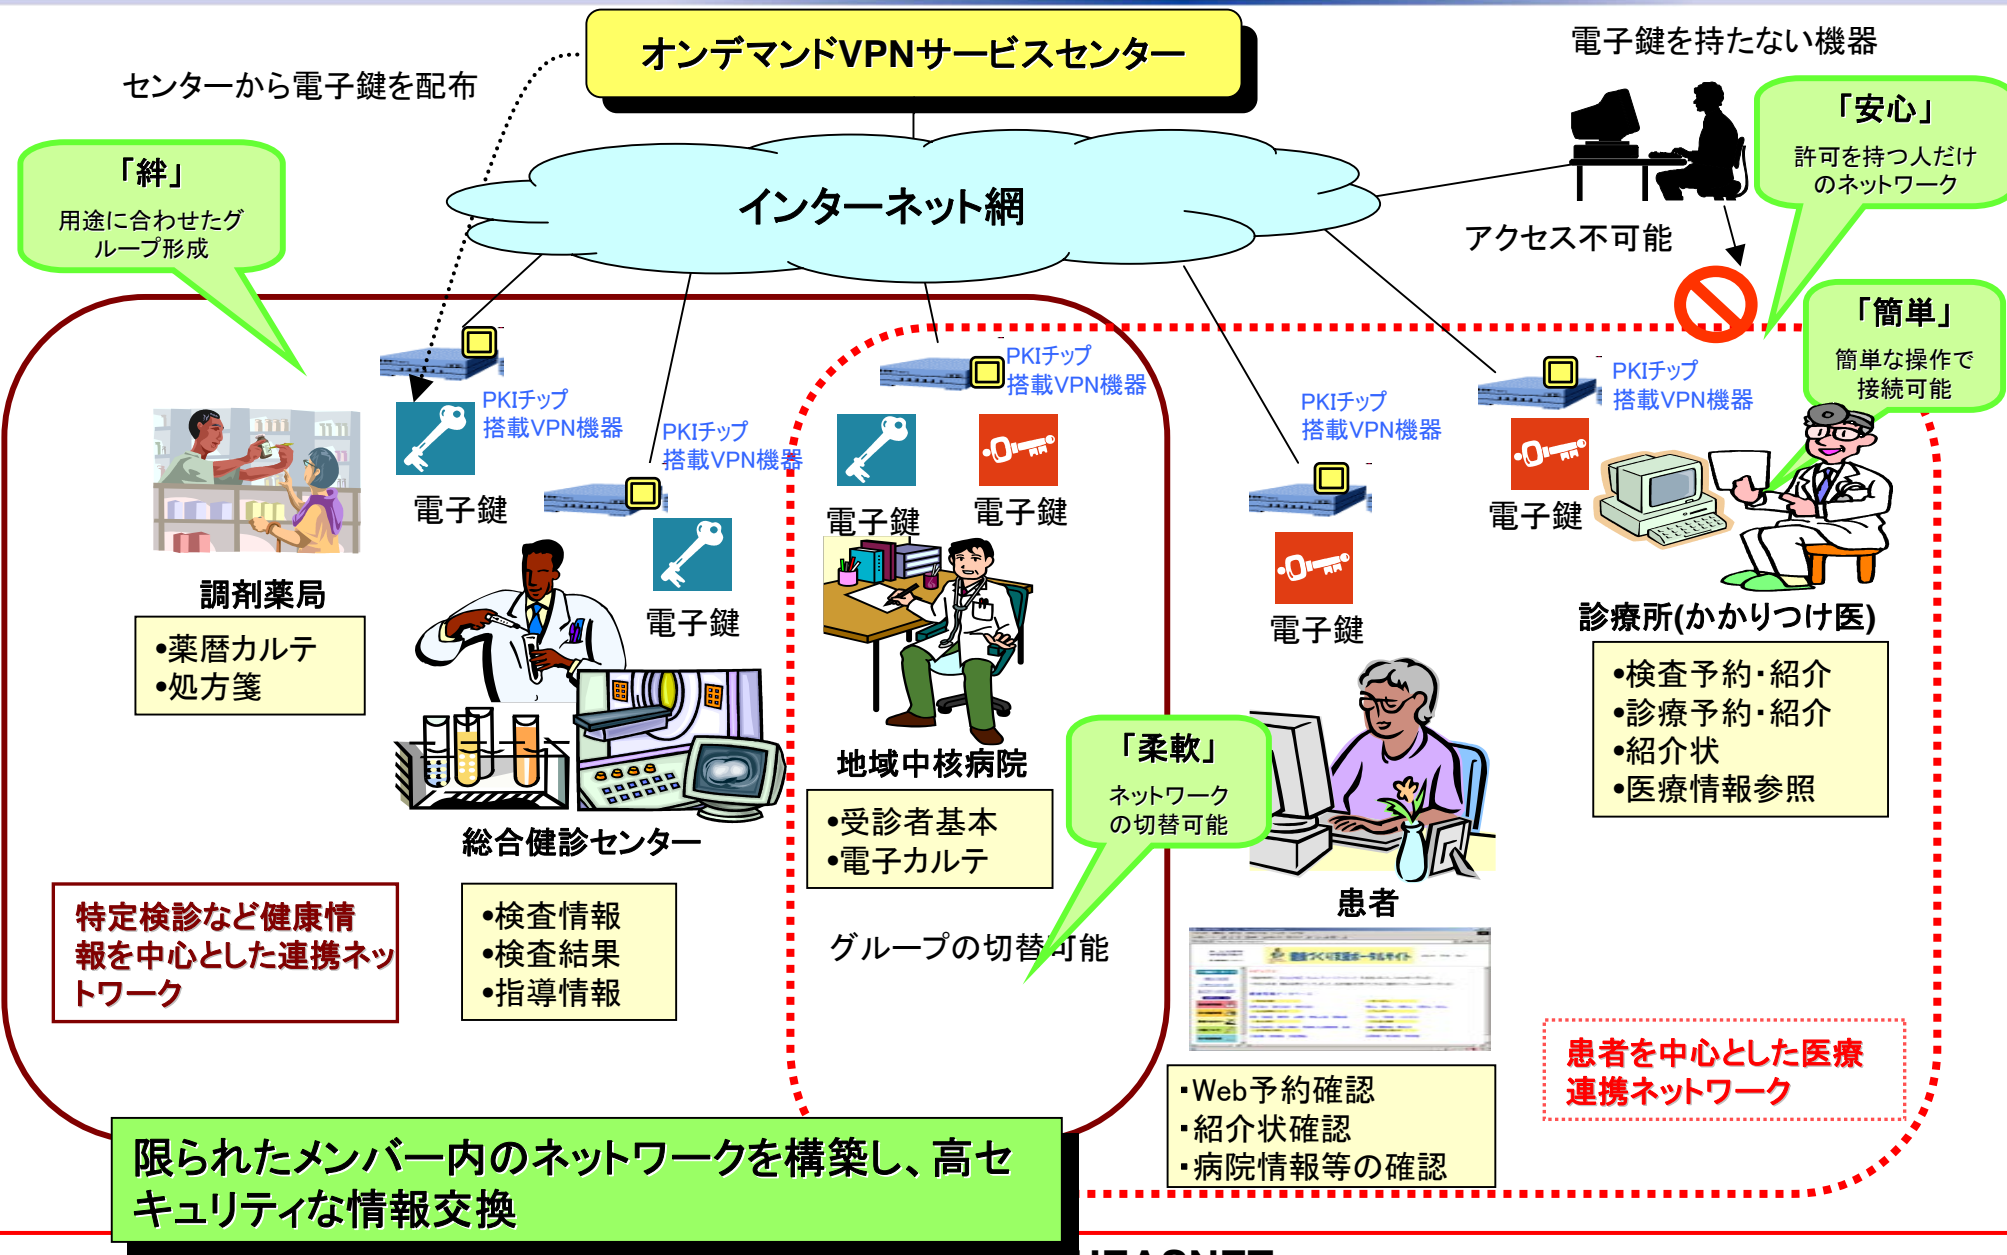 オンデマンドVPNサービスセンター
電子鍵を持たない機器
センターから電子鍵を配布
「安心」
許可を持つ人だけ
のネットワーク
「絆」
用途に合わせたグ
ループ形成
インターネット網
アクセス不可能
「簡単」
簡単な操作で
接続可能
PKIチップ
搭載VPN機器
PKIチップ
搭載VPN機器
PKIチップ
搭載VPN機器
PKIチップ
搭載VPN機器
PKIチップ
搭載VPN機器
電子鍵
電子鍵
電子鍵
電子鍵
電子鍵
電子鍵
調剤薬局
•薬暦カルテ
•処方箋
診療所(かかりつけ医)
•検査予約・紹介
•診療予約・紹介
•紹介状
•医療情報参照
地域中核病院
•受診者基本
•電子カルテ
「柔軟」
ネットワーク
の切替可能
総合健診センター
•検査情報
•検査結果
•指導情報
患者
グループの切替可能
特定検診など健康情
報を中心とした連携ネッ
トワーク
健康づくり支援ポータルサイト
患者を中心とした医療
連携ネットワーク
・Web予約確認
・紹介状確認
・病院情報等の確認
限られたメンバー内のネットワークを構築し、高セ
キュリティな情報交換